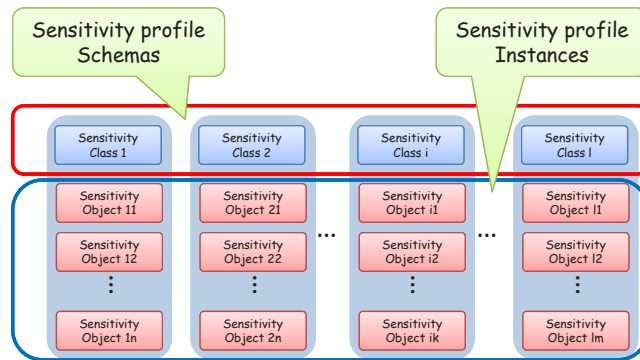 Sensitivity profile
Schemas
Sensitivity profile
Instances
Sensitivity
Class 1
Sensitivity
Class 2
Sensitivity
Class i
Sensitivity
Class l
Sensitivity
Object 11
Sensitivity
Object 21
Sensitivity
Object i1
Sensitivity
Object l1
...
...
Sensitivity
Object 12
Sensitivity
Object 22
Sensitivity
Object i2
Sensitivity
Object l2
Sensitivity
Object 1n
Sensitivity
Object 2n
Sensitivity
Object ik
Sensitivity
Object lm